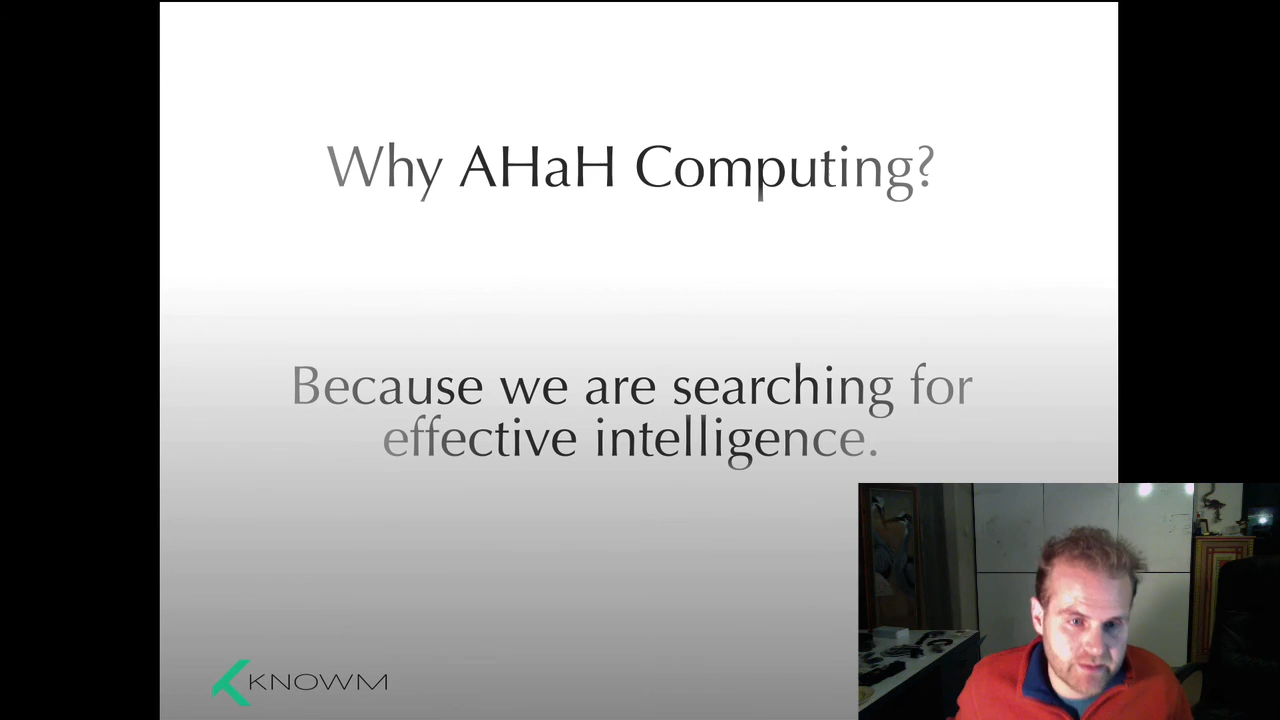 Why AHaH Computing?
Because we are searching for
effective intelligence.
KNOWM